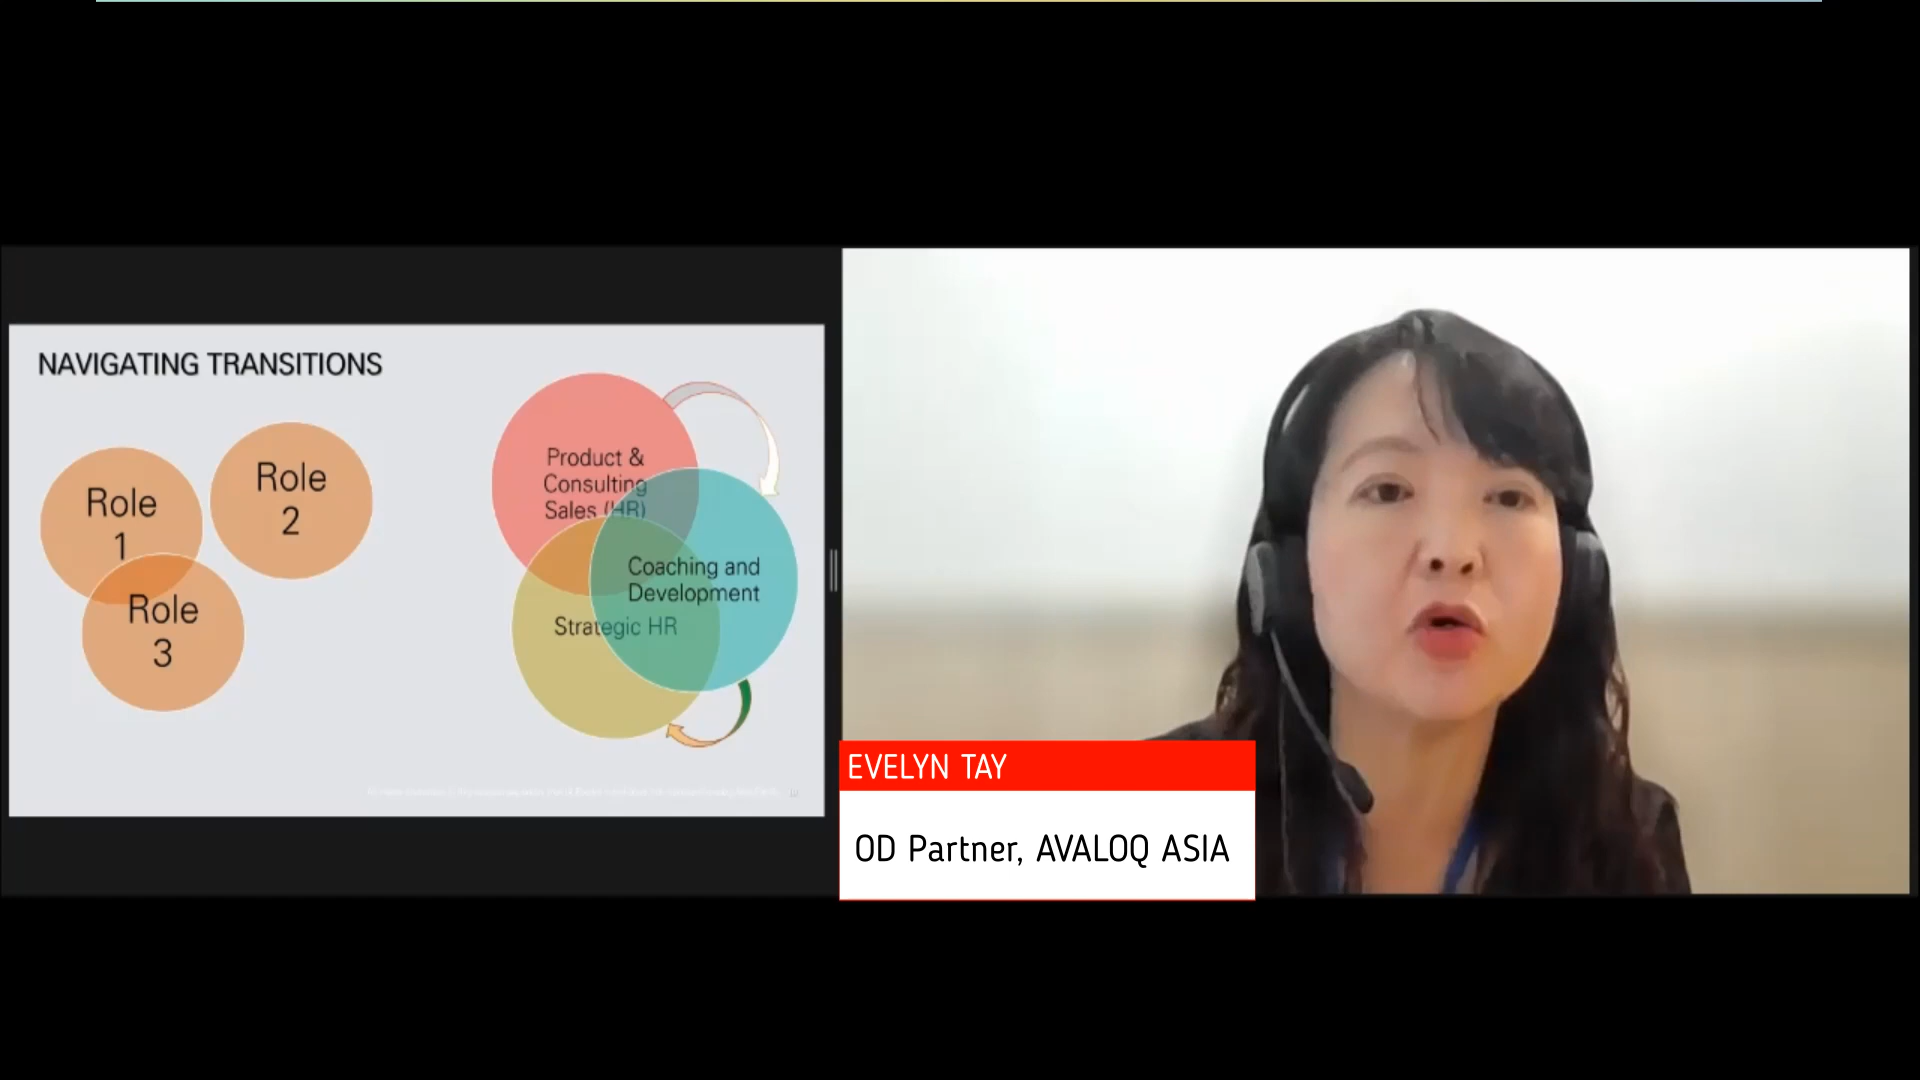 NAVIGATING TRANSITIONS
Role
1
Role
2
Role
3
Product &
Consulting
Sales (HR)
Coaching and
Development
Strategic HR
EVELYN TAY
OD Partner, AVALOQ ASIA